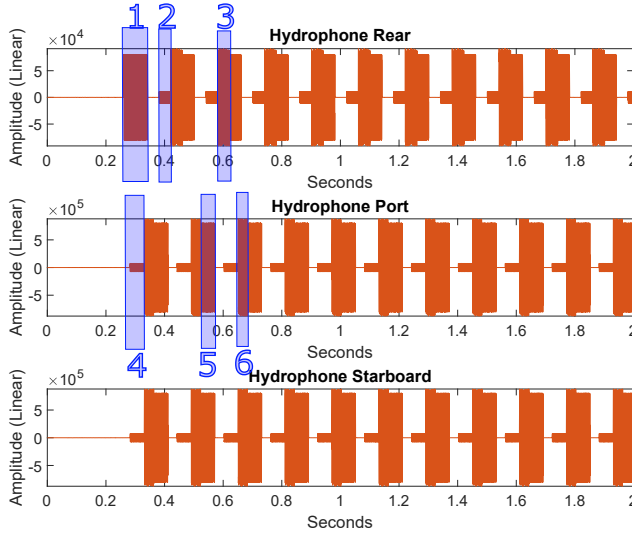 1 2 3
×10^4 Hydrophone Rear
Amplitude (Linear)
5
0
-5
0 0.2 0.4 0.6 0.8 1 1.2 1.4 1.6 1.8 2
Seconds
×10^5 Hydrophone Port
Amplitude (Linear)
5
0
-5
0 0.2 0.4 0.6 0.8 1 1.2 1.4 1.6 1.8 2
Seconds
4 5 6
×10^5 Hydrophone Starboard
Amplitude (Linear)
5
0
-5
0 0.2 0.4 0.6 0.8 1 1.2 1.4 1.6 1.8 2
Seconds